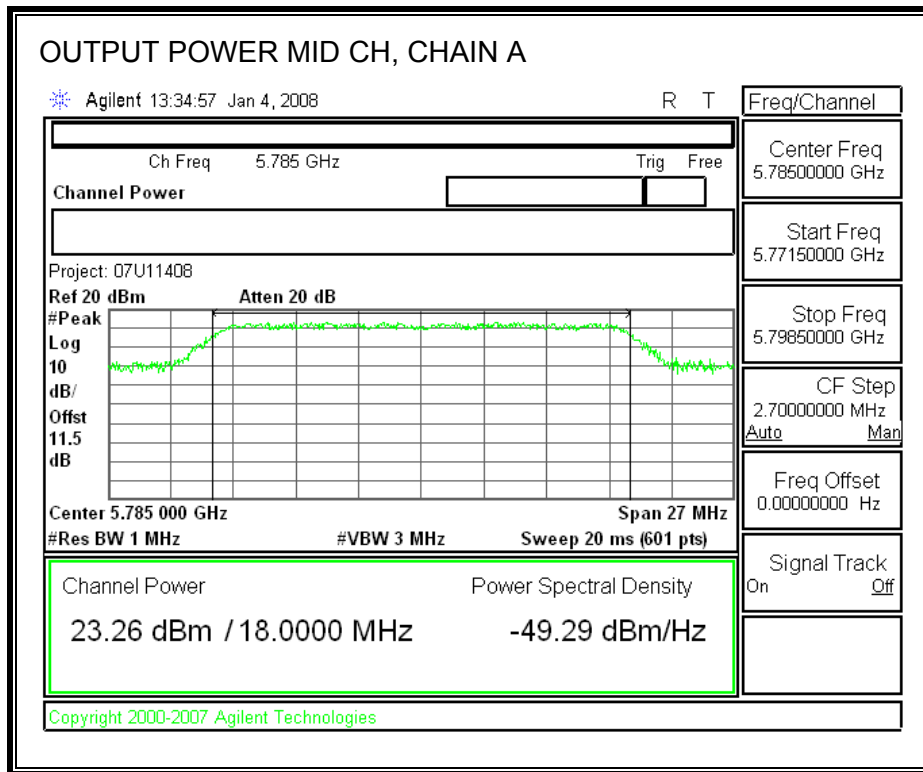 OUTPUT POWER MID CH, CHAIN A
Agilent 13:34:57 Jan 4, 2008 R T
Freq/Channel
Ch Freq 5.785 GHz Trig Free
Channel Power
Center Freq
5.78500000 GHz
Start Freq
5.77150000 GHz
Stop Freq
5.79850000 GHz
CF Step
2.70000000 MHz
Auto Man
Freq Offset
0.00000000 Hz
Signal Track
On Off
Project: 07U11408
Ref 20 dBm Atten 20 dB
#Peak
Log
10
dB/
Offst
11.5
dB
Center 5.785 000 GHz Span 27 MHz
#Res BW 1 MHz #VBW 3 MHz Sweep 20 ms (601 pts)
Channel Power Power Spectral Density
23.26 dBm / 18.0000 MHz -49.29 dBm/Hz
Copyright 2000-2007 Agilent Technologies